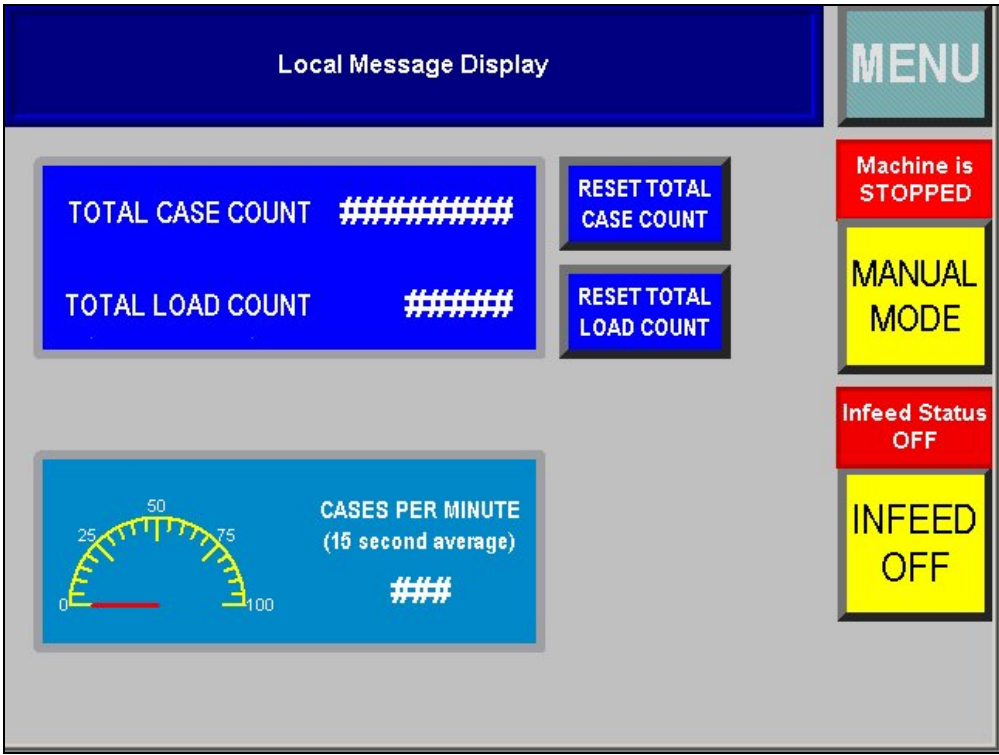 Local Message Display
MENU
Machine is
STOPPED
TOTAL CASE COUNT ##########
RESET TOTAL
CASE COUNT
MANUAL
MODE
TOTAL LOAD COUNT ######
RESET TOTAL
LOAD COUNT
Infeed Status
OFF
CASES PER MINUTE
(15 second average)
###
0
25
50
75
100
INFEED
OFF